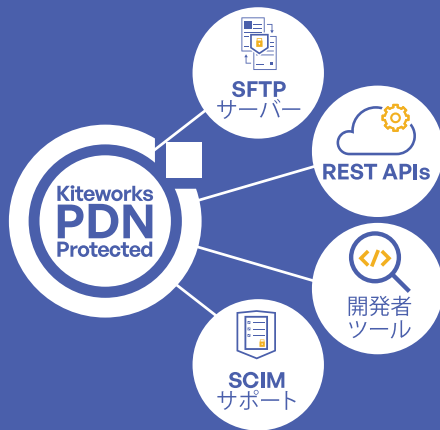 SFTP
サーバー
REST APIs
Kiteworks
PDN
Protected
開発者
ツール
SCIM
サポート